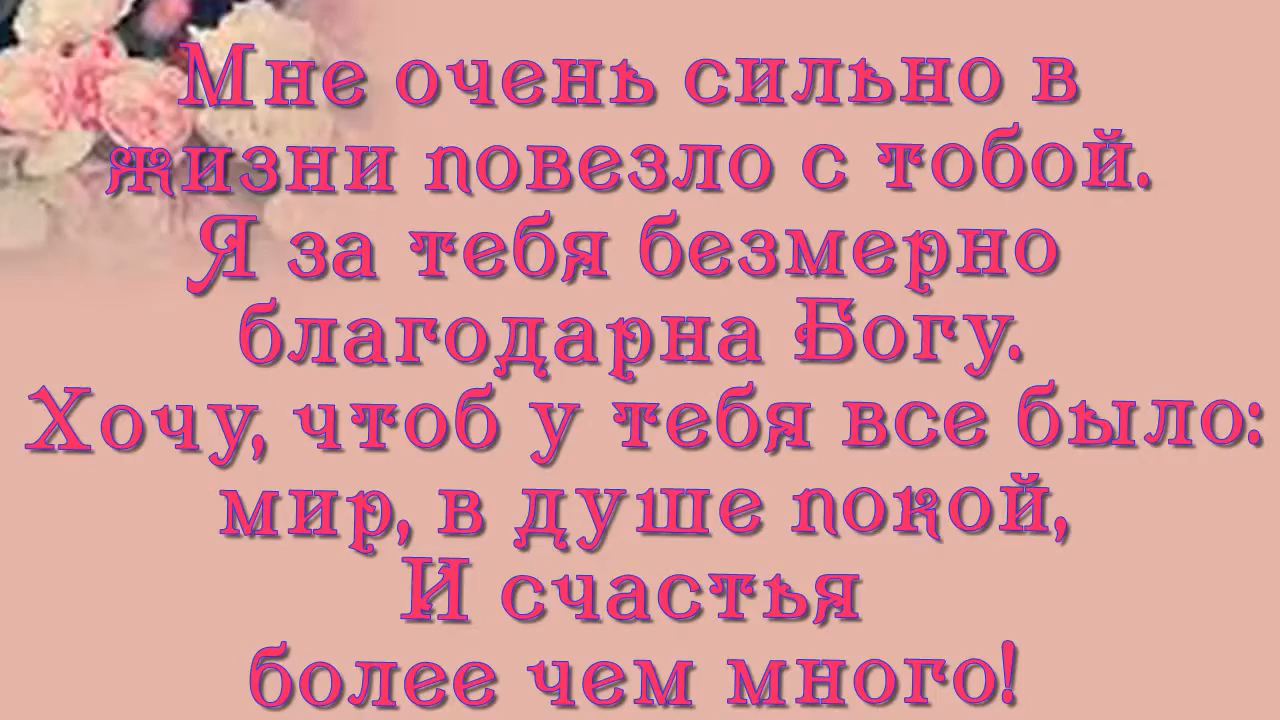 Мне очень сильно в
жизни повезло с тобой.
Я за тебя безмерно
благодарна Богу.
Хочу, чтоб у тебя все было:
мир, в душе покой,
И счастья
более чем много!